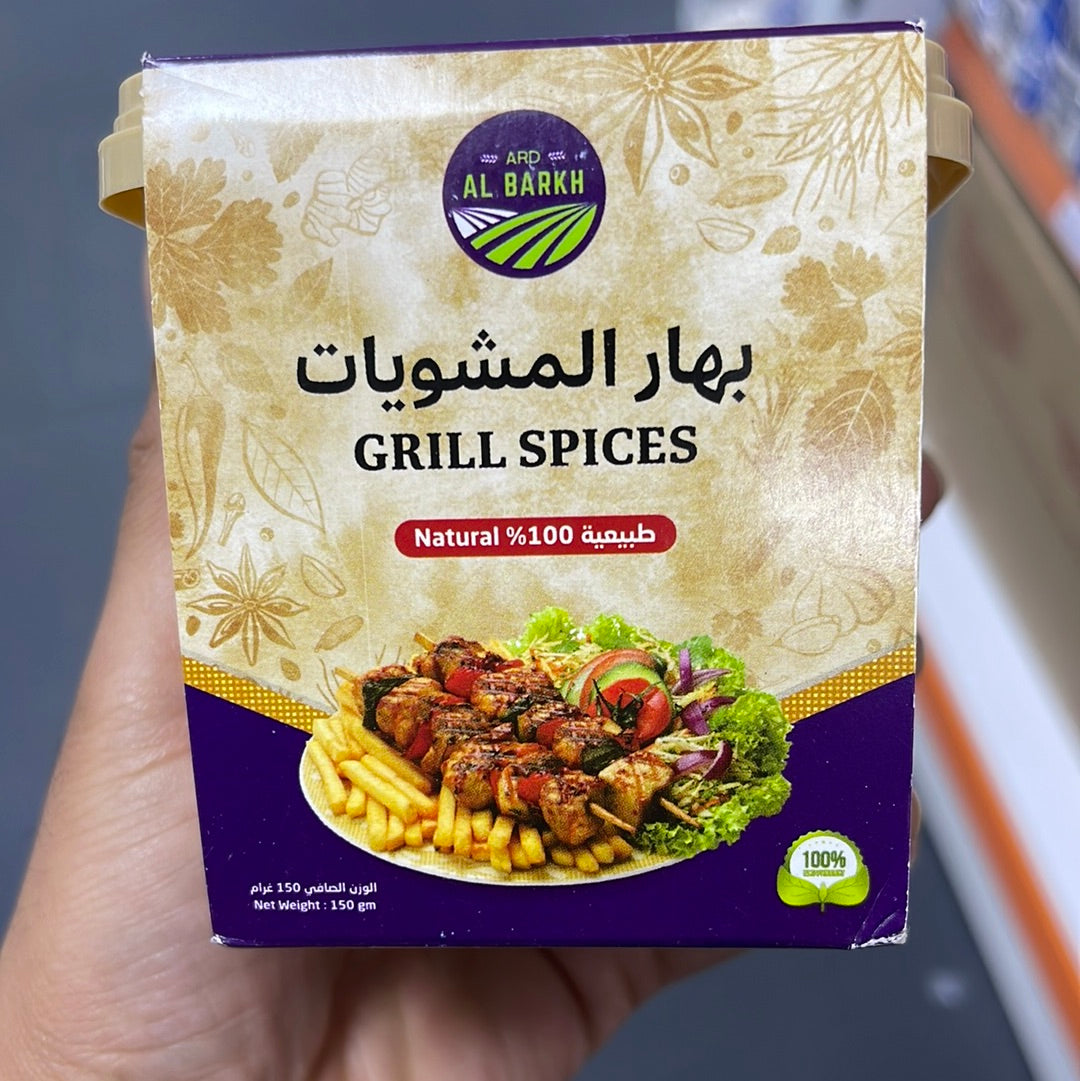 ARD
AL BARKH
بهار المشويات
GRILL SPICES
Natural %100 طبيعية
الوزن الصافي 150 غرام
Net Weight : 150 gm
100%